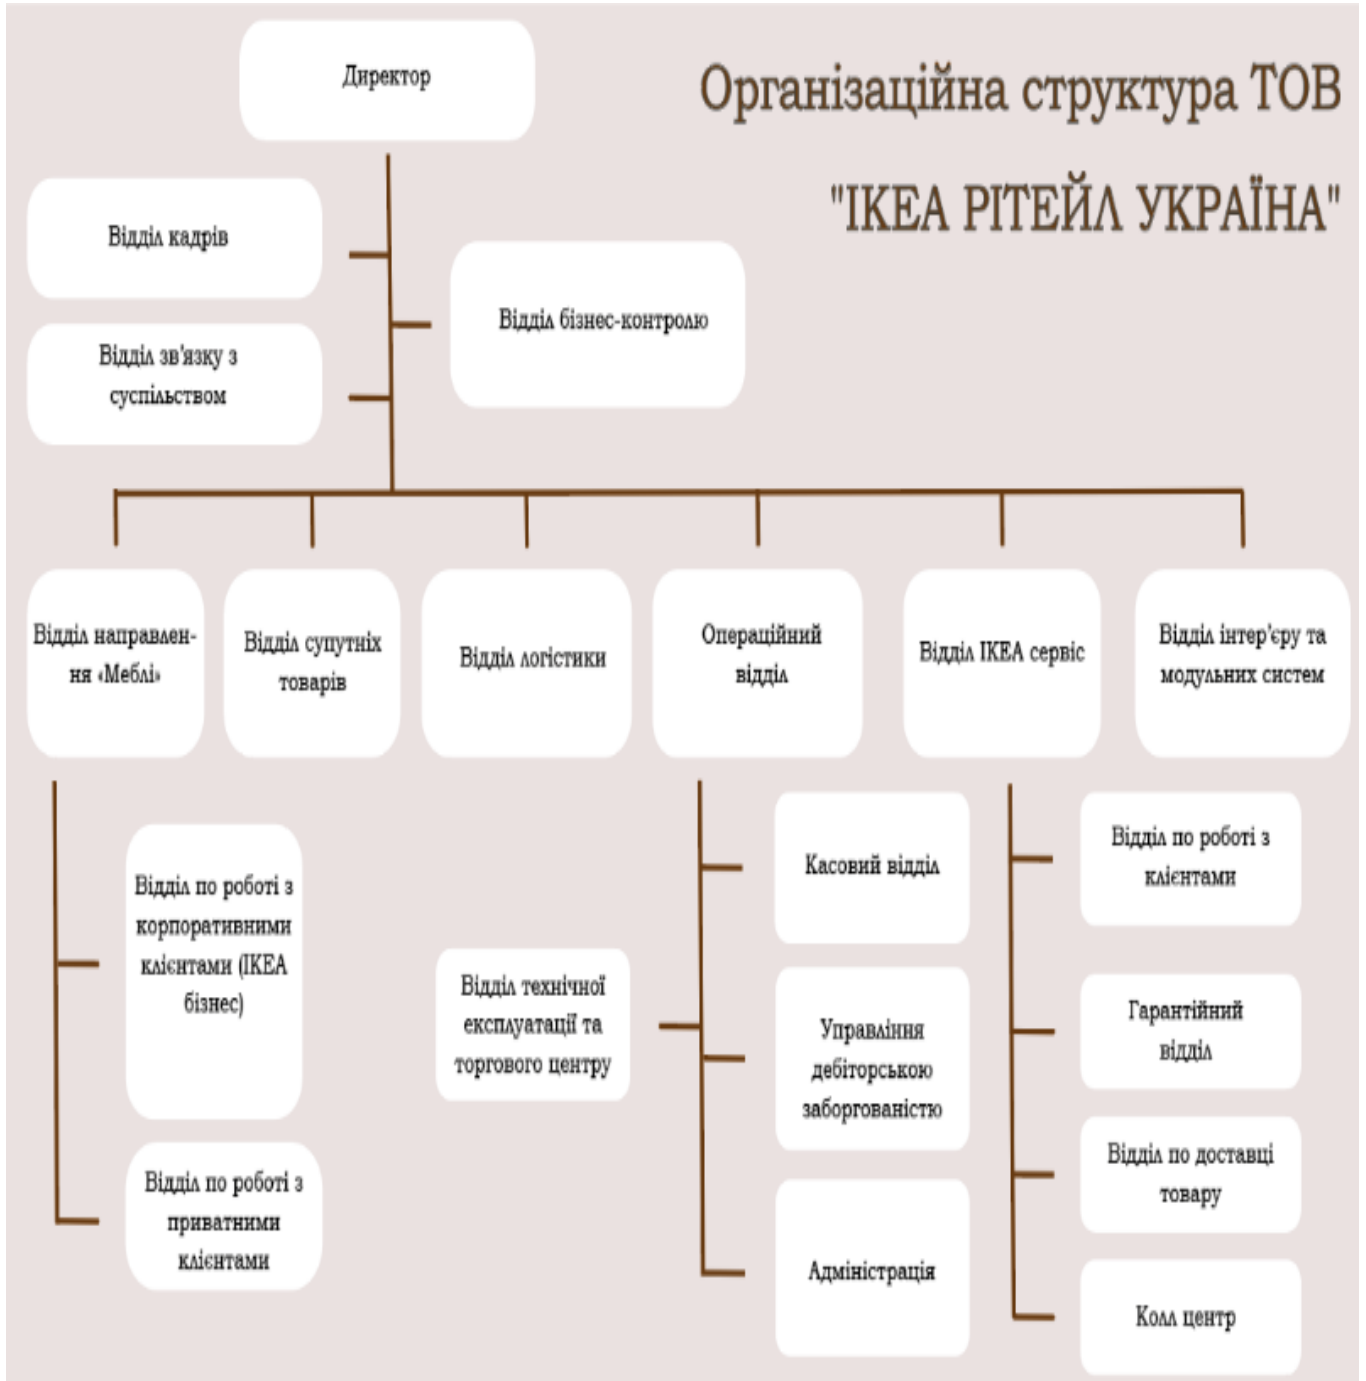 Директор
Організаційна структура ТОВ
"ІКЕА РІТЕЙЛ УКРАЇНА"
Відділ кадрів
Відділ бізнес-контролю
Відділ зв'язку з
суспільством
Відділ направлен-
ня «Меблі»
Відділ супутніх
товарів
Відділ логістики
Операційний
відділ
Відділ ІКЕА сервіс
Відділ інтер’єру та
модульних систем
Відділ по роботі з
корпоративними
клієнтами (ІКЕА
бізнес)
Відділ по роботі з
приватними
клієнтами
Відділ технічної
експлуатації та
торгового центру
Касовий відділ
Управління
дебіторською
заборгованістю
Адміністрація
Відділ по роботі з
клієнтами
Гарантійний
відділ
Відділ по доставці
товару
Колл центр